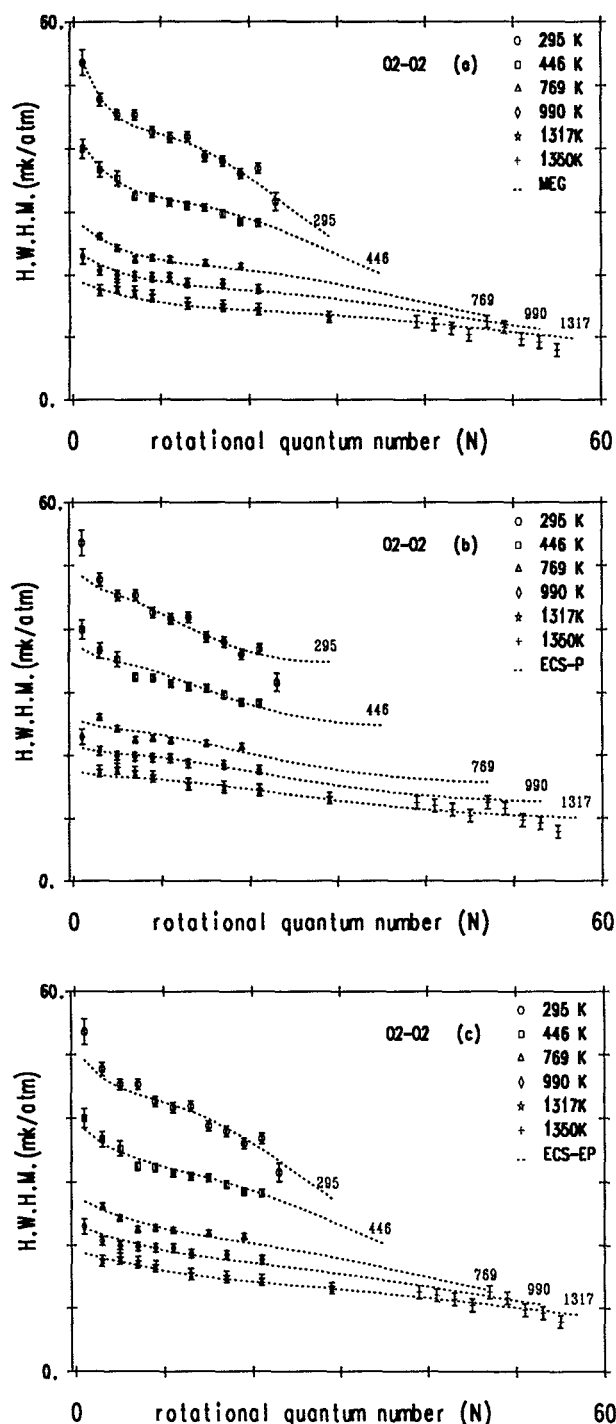 60.
O2-O2 (a)
295 K
446 K
769 K
990 K
1317K
1350K
-- MEG
H.W.H.M.(mk/atm)
295
446
769
990
1317
0.
0 rotational quantum number (N) 60
60.
O2-O2 (b)
295 K
446 K
769 K
990 K
1317K
1350K
-- ECS-P
H.W.H.M.(mk/atm)
295
446
769
990
1317
0.
0 rotational quantum number (N) 60
60.
O2-O2 (c)
295 K
446 K
769 K
990 K
1317K
1350K
-- ECS-EP
H.W.H.M.(mk/atm)
295
446
769
990
1317
0.
0 rotational quantum number (N) 60